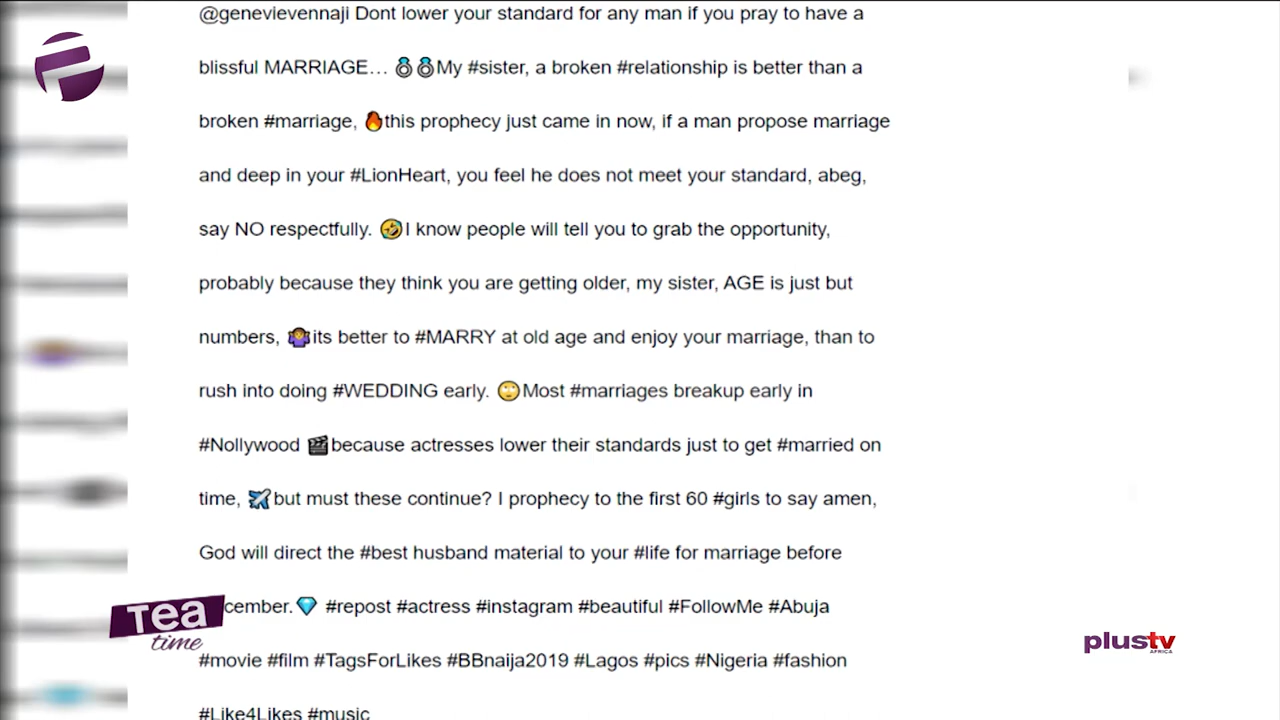 @genevievennaji Dont lower your standard for any man if you pray to have a
blissful MARRIAGE... 💍💍My #sister, a broken #relationship is better than a
broken #marriage, 🔥this prophecy just came in now, if a man propose marriage
and deep in your #LionHeart, you feel he does not meet your standard, abeg,
say NO respectfully. 🤣I know people will tell you to grab the opportunity,
probably because they think you are getting older, my sister, AGE is just but
numbers, 🤷‍♀️its better to #MARRY at old age and enjoy your marriage, than to
rush into doing #WEDDING early. 🙄Most #marriages breakup early in
#Nollywood 🎬because actresses lower their standards just to get #married on
time, ✈️but must these continue? I prophecy to the first 60 #girls to say amen,
God will direct the #best husband material to your #life for marriage before
cember.💎 #repost #actress #instagram #beautiful #FollowMe #Abuja
#movie #film #TagsForLikes #BBnaija2019 #Lagos #pics #Nigeria #fashion
#Like4Likes #music
Tea
time
plustv
AFRICA